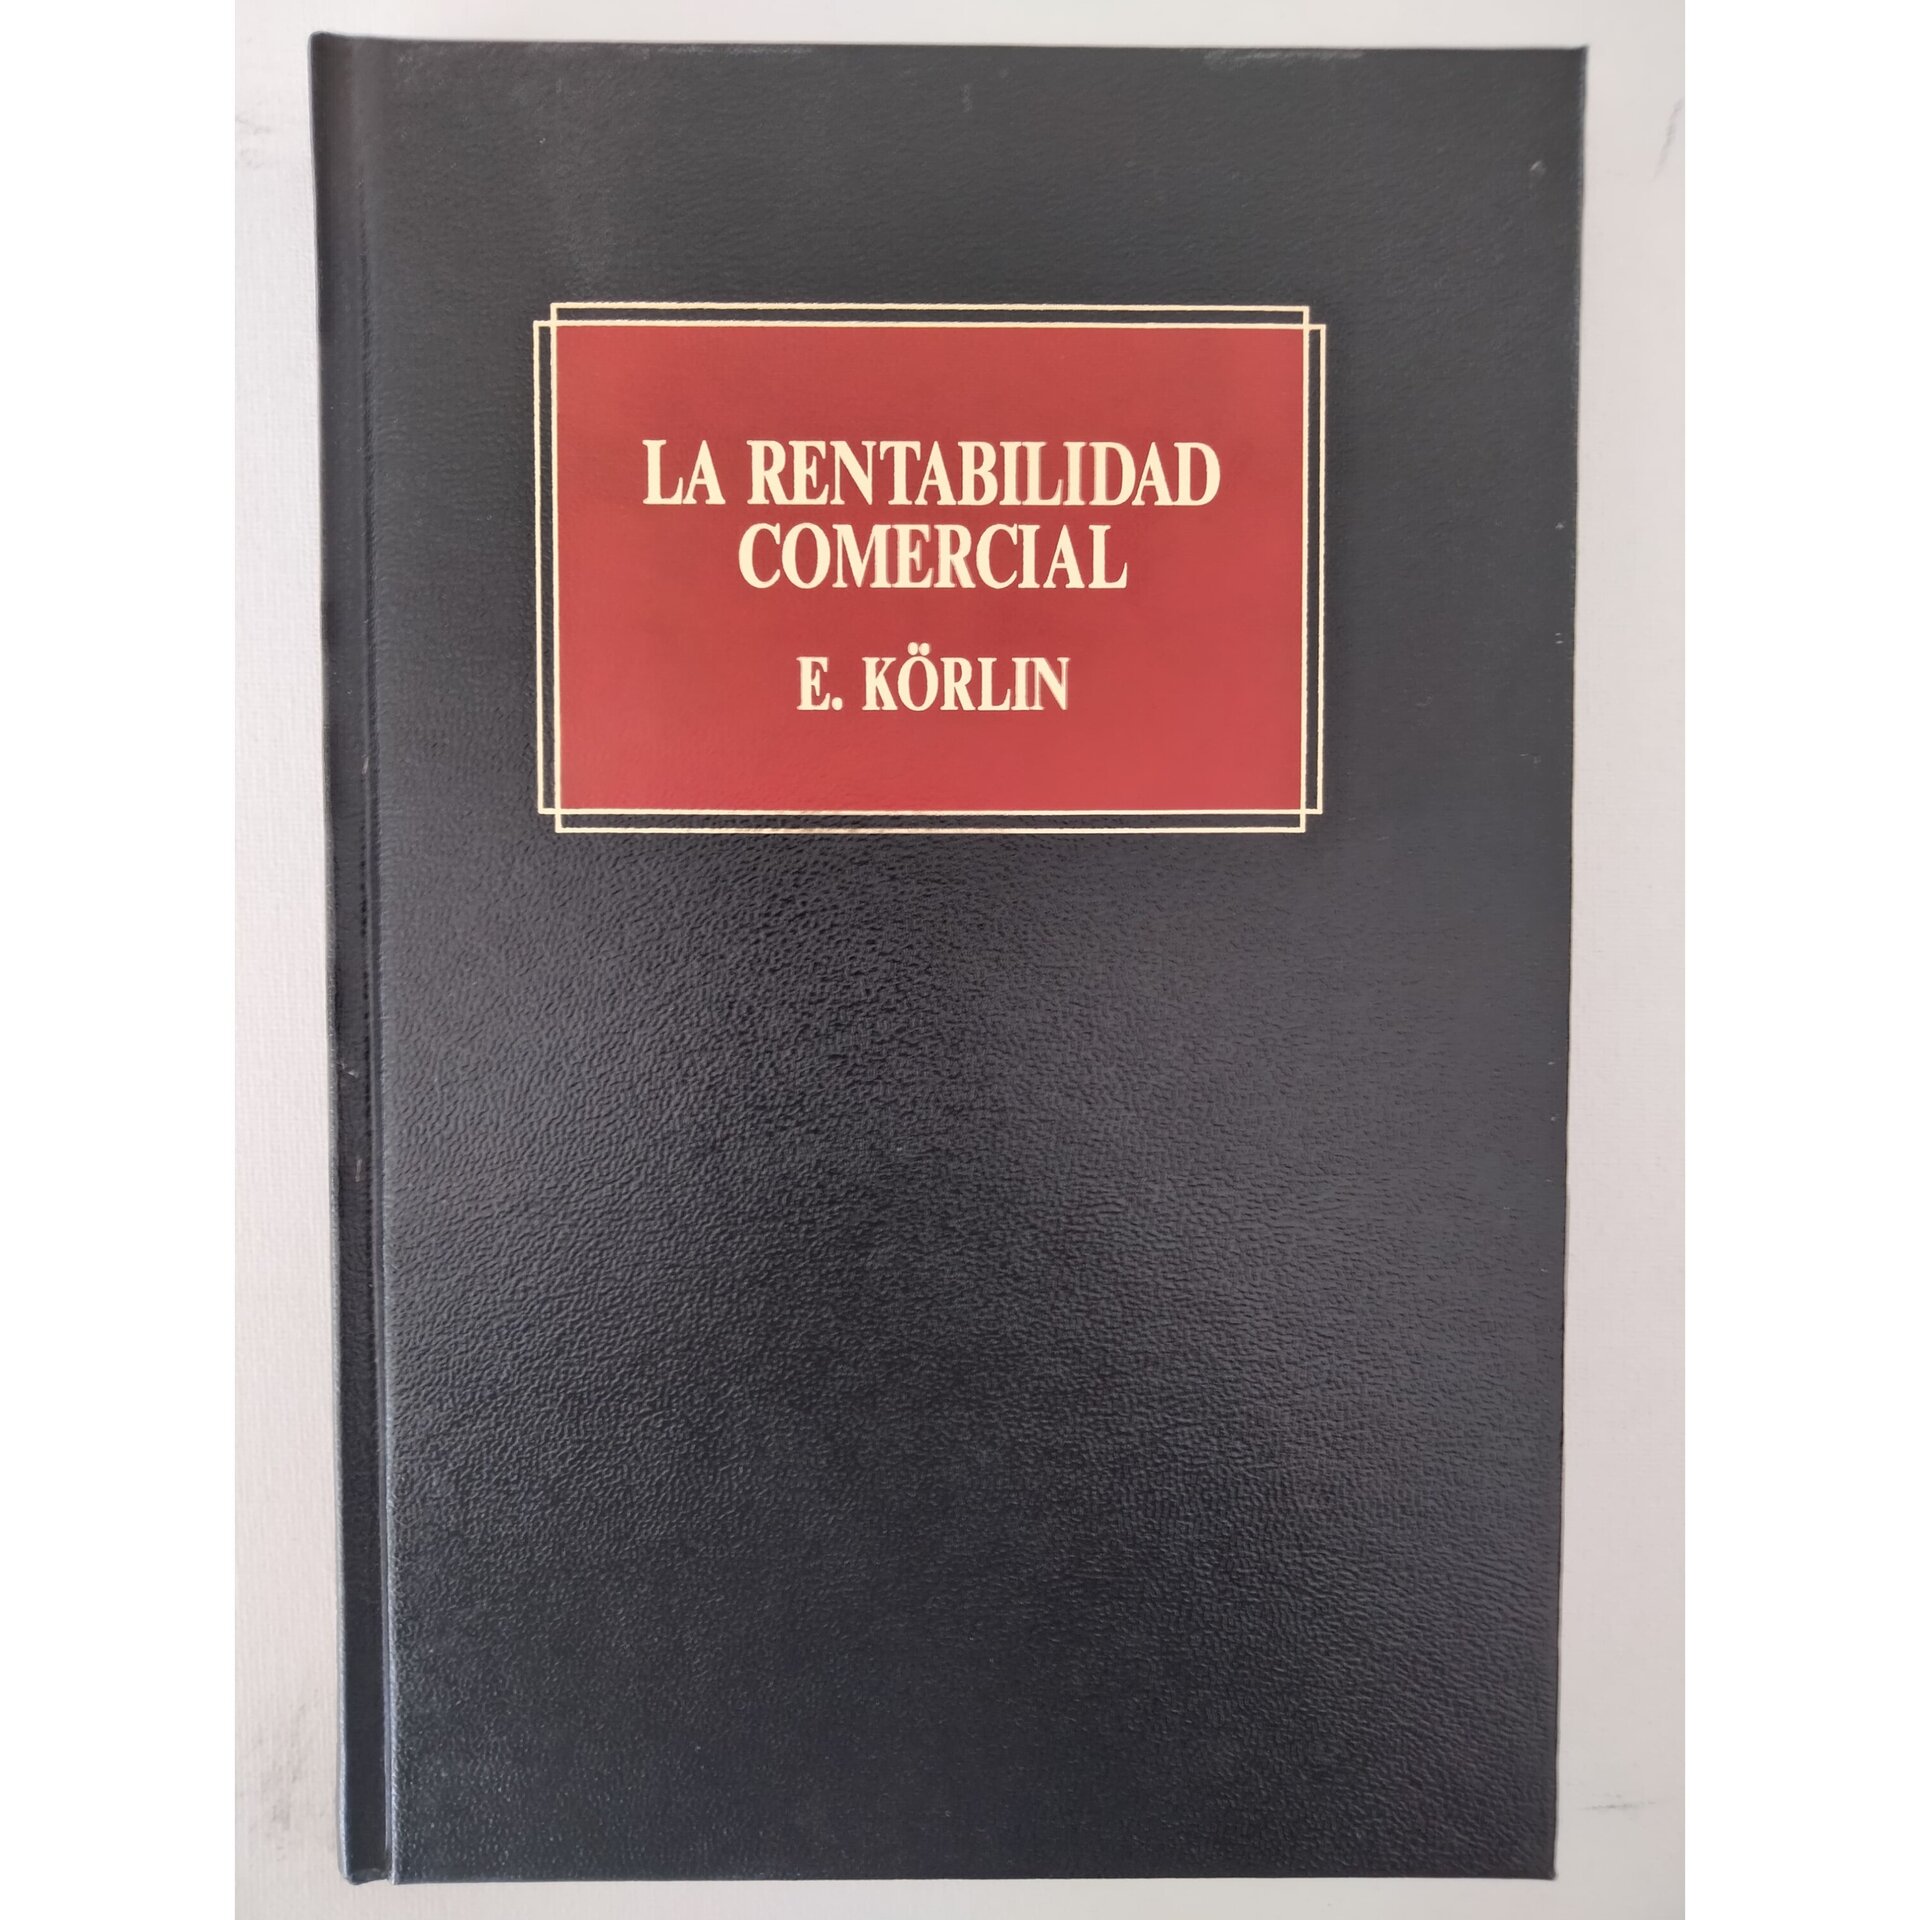 LA RENTABILIDAD
COMERCIAL
E. KÖRLIN